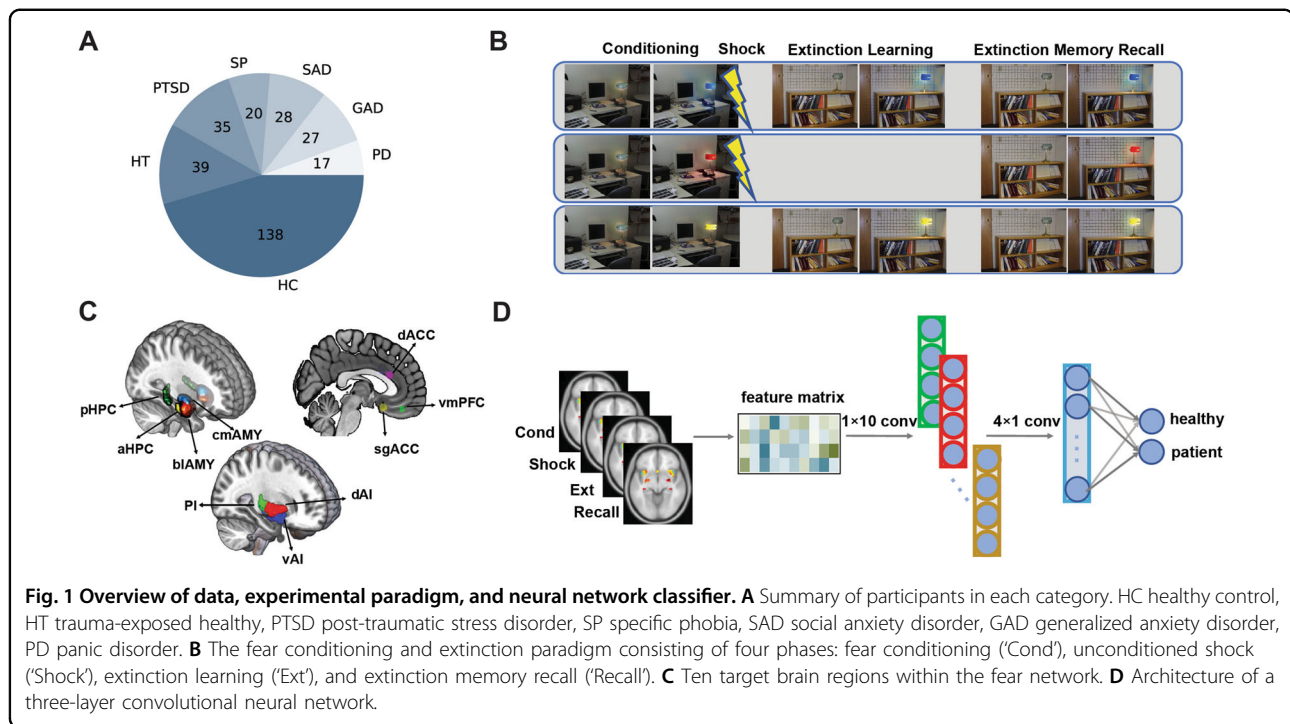 A
SP
SAD
PTSD
GAD
20
28
35
27
PD
HT
39
17
138
HC
B
Conditioning Shock Extinction Learning Extinction Memory Recall
C
dACC
pHPC
vmPFC
cmAMY
aHPC
sgACC
blAMY
dAI
PI
vAI
D
feature matrix
1×10 conv
4×1 conv
healthy
Cond
patient
Shock
Ext
Recall
Fig. 1 Overview of data, experimental paradigm, and neural network classifier. A Summary of participants in each category. HC healthy control,
HT trauma-exposed healthy, PTSD post-traumatic stress disorder, SP specific phobia, SAD social anxiety disorder, GAD generalized anxiety disorder,
PD panic disorder. B The fear conditioning and extinction paradigm consisting of four phases: fear conditioning (‘Cond’), unconditioned shock
(‘Shock’), extinction learning (‘Ext’), and extinction memory recall (‘Recall’). C Ten target brain regions within the fear network. D Architecture of a
three-layer convolutional neural network.